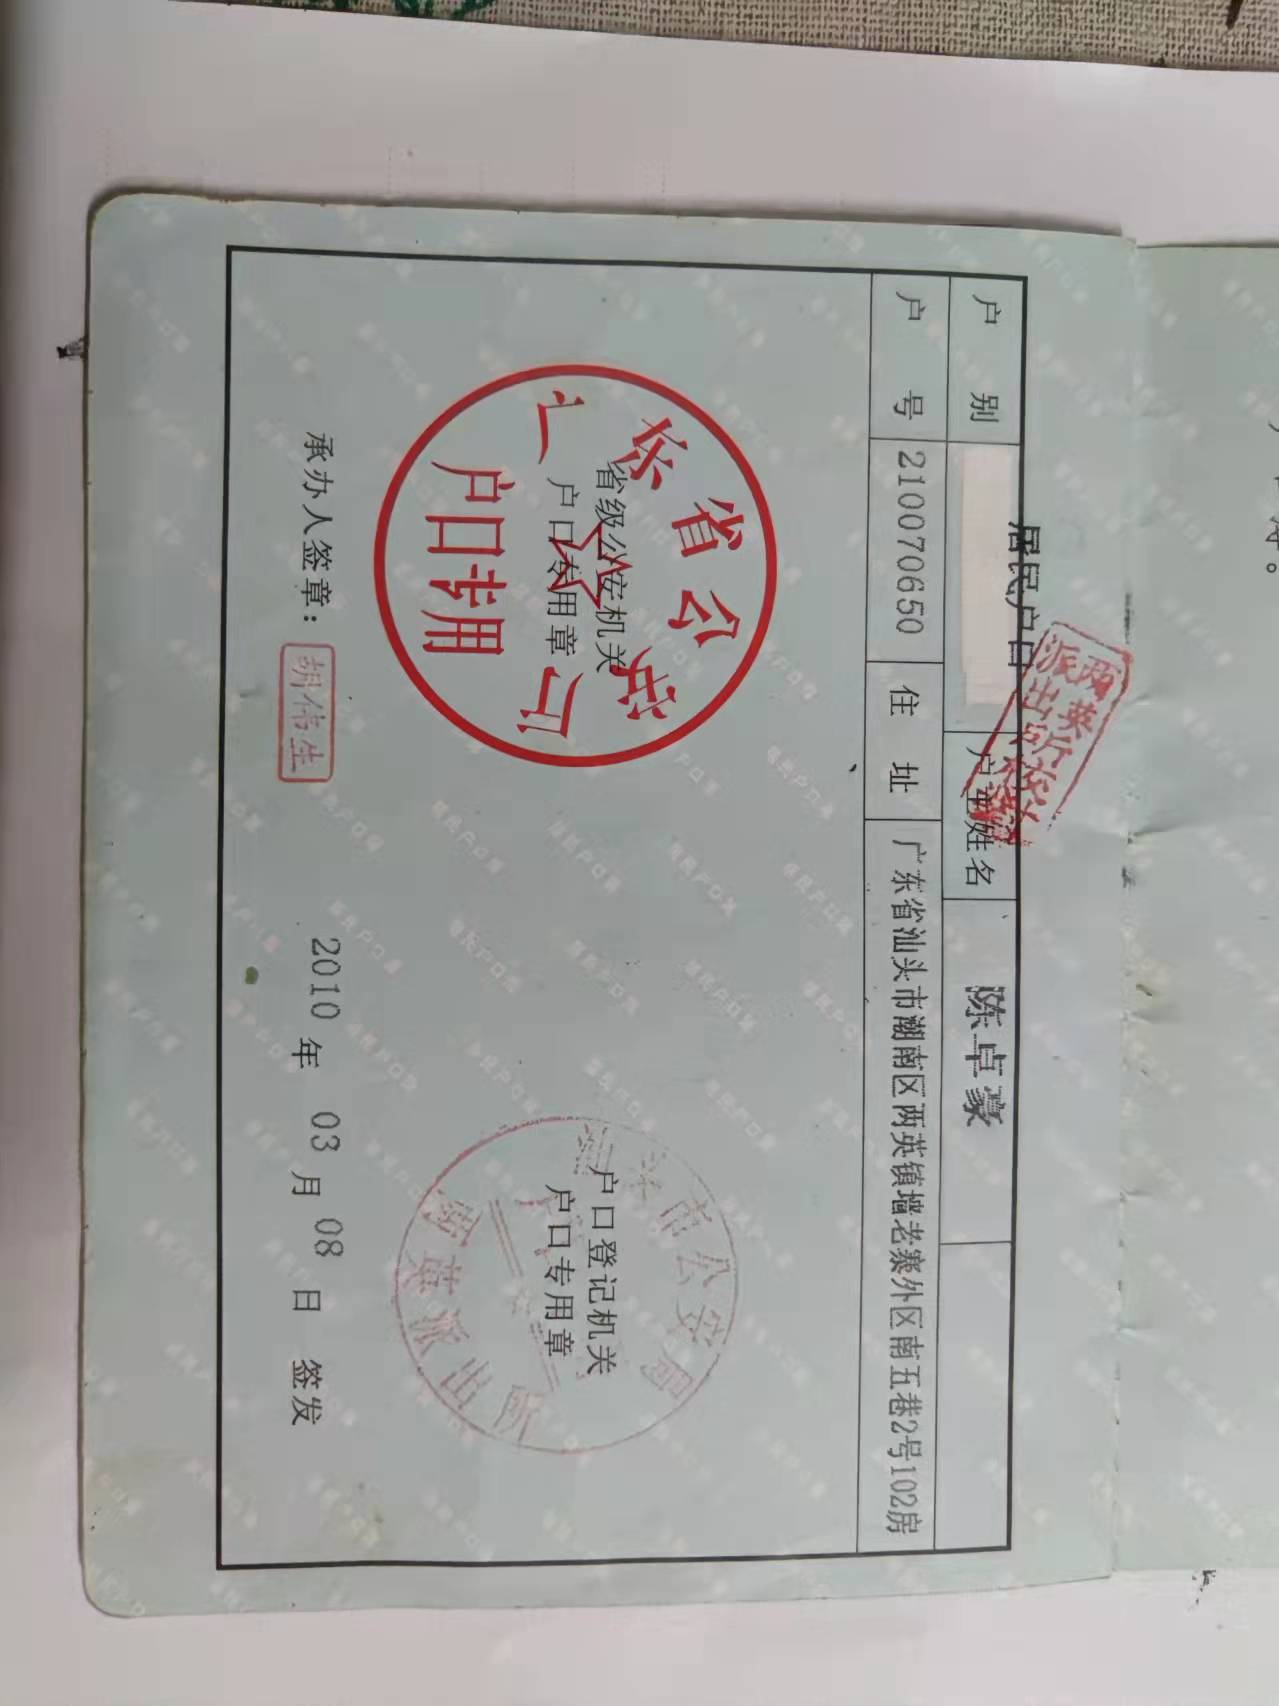 户 别 居民户口 户主姓名 陈卓豪
户 号 210070650 住 址 广东省汕头市潮南区两英镇墙老寨外区南五巷2号102房
两英
派出所
广东省公安厅
户口专用
省级公安机关
户口专用章
汕头市公安局
两英派出所
户口登记机关
户口专用章
承办人签章：
胡伟生
2010 年 03 月 08 日 签发
居民户口簿